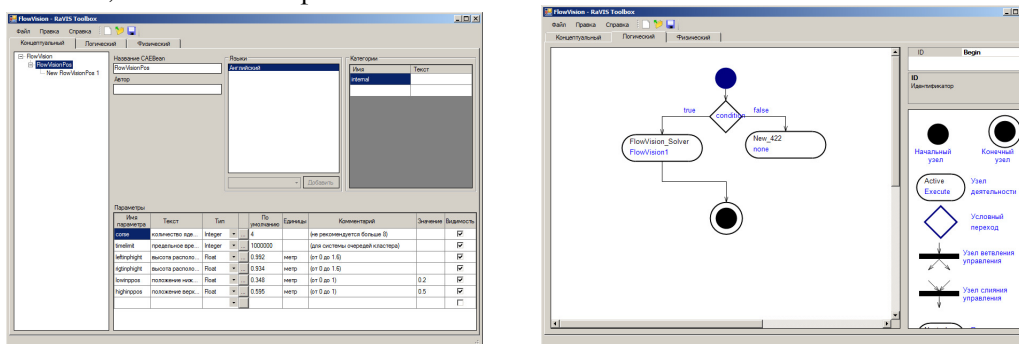 FlowVision - RaVIS Toolbox
Файл Правка Справка
Концептуальный Логический Физический
FlowVision
FlowVisionPos
New FlowVisionPos 1
Название CAEBean
FlowVisionPos
Автор
Языки
Английский
Добавить
Категории
Имя Текст
internal
Параметры
Имя параметра Текст Тип По умолчанию Единицы Комментарий Значение Видимость
corse количество яде... Integer ... 4 (не рекомендуется больше 8)
timelimit предельное вре... Integer ... 1000000 (для системы очередей кластера)
leftinphight высота располо... Float ... 0.992 метр (от 0 до 1.6)
rigtinphight высота располо... Float ... 0.934 метр (от 0 до 1.6)
lowinppos положение ниж... Float ... 0.348 метр (от 0 до 1) 0.2
highinppos положение верх... Float ... 0.595 метр (от 0 до 1) 0.5
FlowVision - RaVIS Toolbox
Файл Правка Справка
Концептуальный Логический Физический
true
condition
false
FlowVision_Solver
FlowVision1
New_422
none
ID Begin
ID
Идентификатор
Начальный узел
Конечный узел
Active
Execute
Узел деятельности
Условный переход
Узел ветвления управления
Узел слияния управления